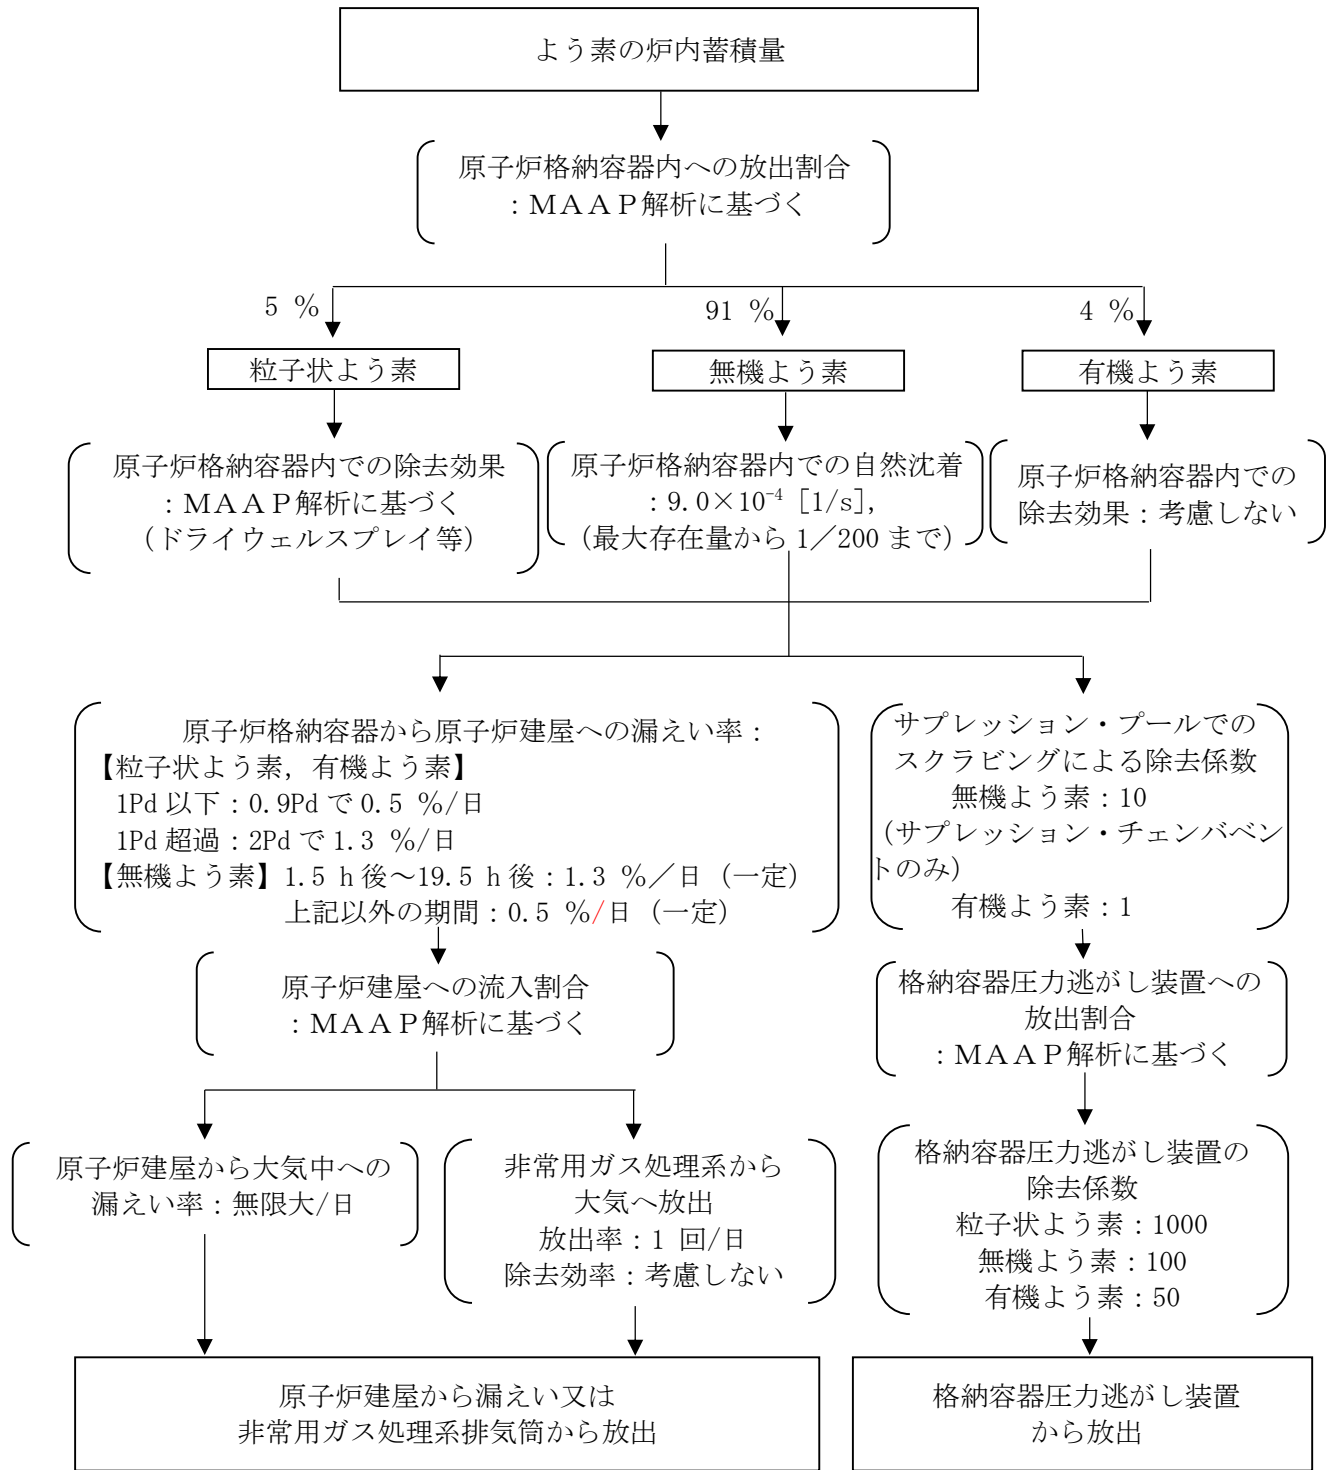 よう素の炉内蓄積量
原子炉格納容器内への放出割合
：ＭＡＡＰ解析に基づく
5 %
91 %
4 %
粒子状よう素
無機よう素
有機よう素
原子炉格納容器内での除去効果
：ＭＡＡＰ解析に基づく
（ドライウェルスプレイ等）
原子炉格納容器内での自然沈着
：9.0×10⁻⁴ [1/s]，
（最大存在量から 1／200 まで）
原子炉格納容器内での
除去効果：考慮しない
原子炉格納容器から原子炉建屋への漏えい率：
【粒子状よう素，有機よう素】
1Pd 以下：0.9Pd で 0.5 %/日
1Pd 超過：2Pd で 1.3 %/日
【無機よう素】1.5 h 後～19.5 h 後：1.3 %／日（一定）
上記以外の期間：0.5 %/日（一定）
サプレッション・プールでの
スクラビングによる除去係数
無機よう素：10
（サプレッション・チェンバベン
トのみ）
有機よう素：1
原子炉建屋への流入割合
：ＭＡＡＰ解析に基づく
格納容器圧力逃がし装置への
放出割合
：ＭＡＡＰ解析に基づく
原子炉建屋から大気中への
漏えい率：無限大/日
非常用ガス処理系から
大気へ放出
放出率：1 回/日
除去効率：考慮しない
格納容器圧力逃がし装置の
除去係数
粒子状よう素：1000
無機よう素：100
有機よう素：50
原子炉建屋から漏えい又は
非常用ガス処理系排気筒から放出
格納容器圧力逃がし装置
から放出